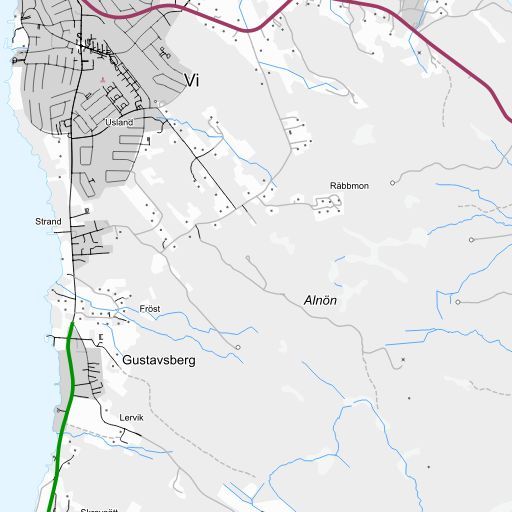 Vi
Usland
Räbbmon
Strand
Alnön
Fröst
Gustavsberg
Lervik